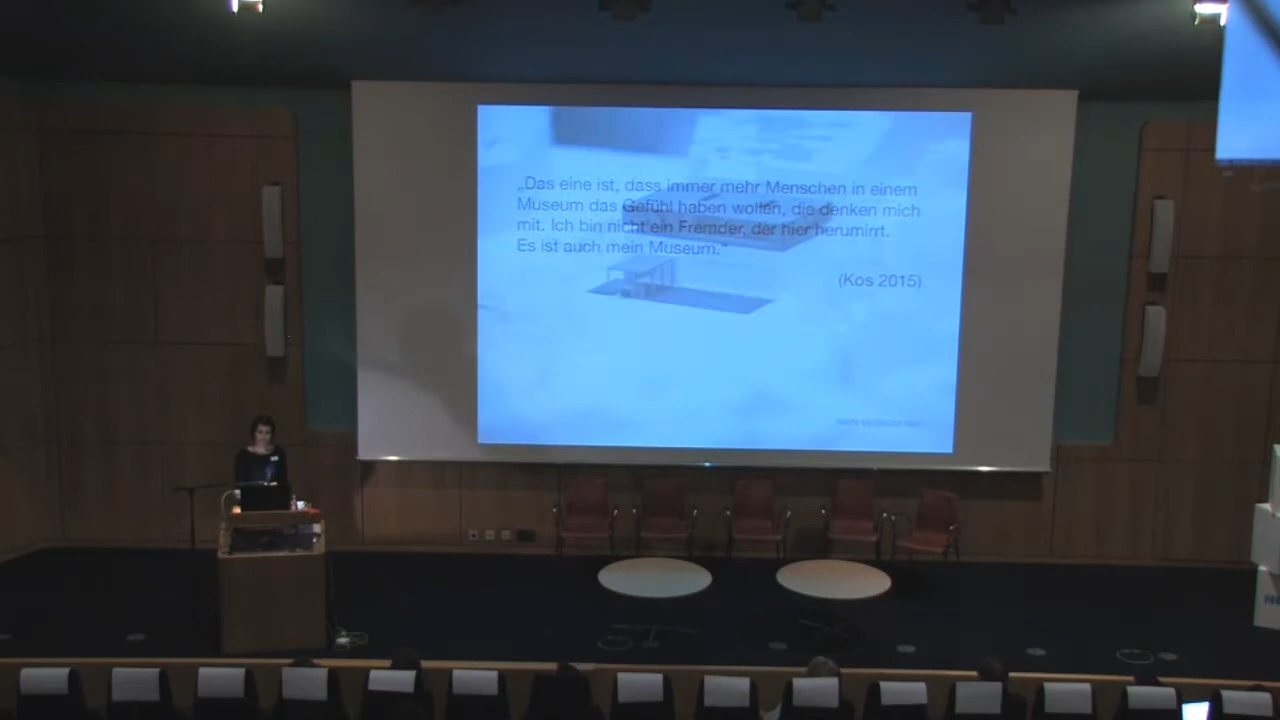 „Das eine ist, dass immer mehr Menschen in einem
Museum das Gefühl haben wollen, die denken mich
mit. Ich bin nicht ein Fremder, der hier herumirrt.
Es ist auch mein Museum.“
(Kos 2015)